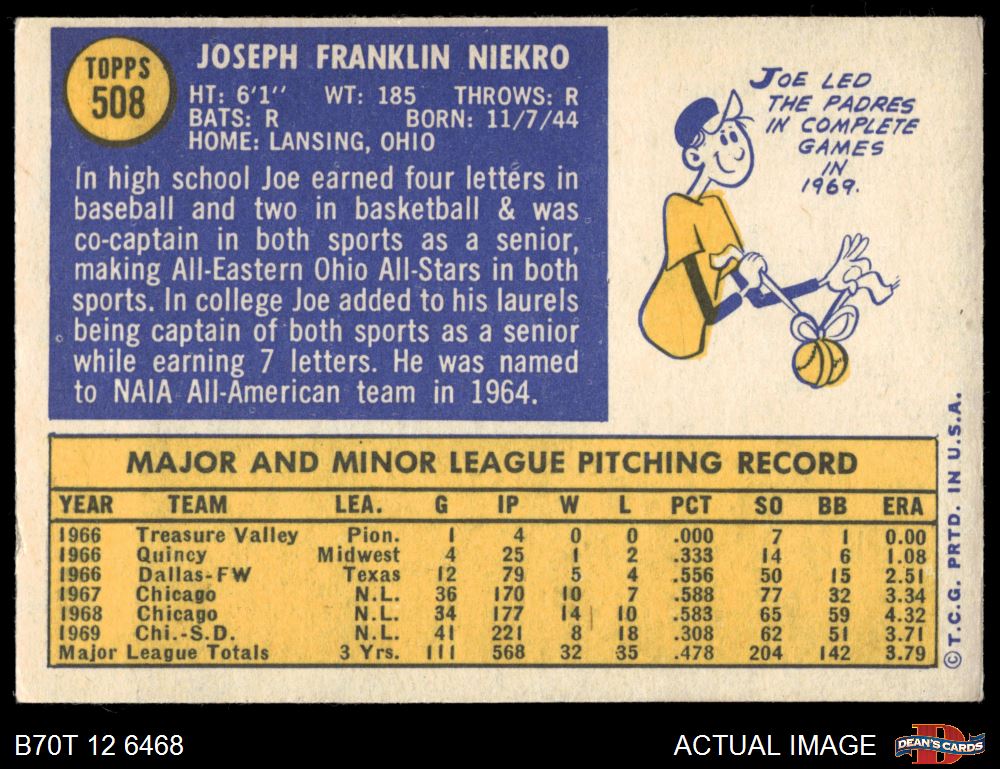 TOPPS
508
JOSEPH FRANKLIN NIEKRO
HT: 6'1'' WT: 185 THROWS: R
BATS: R BORN: 11/7/44
HOME: LANSING, OHIO
In high school Joe earned four letters in
baseball and two in basketball & was
co-captain in both sports as a senior,
making All-Eastern Ohio All-Stars in both
sports. In college Joe added to his laurels
being captain of both sports as a senior
while earning 7 letters. He was named
to NAIA All-American team in 1964.
JOE LED
THE PADRES
IN COMPLETE
GAMES
IN
1969.
MAJOR AND MINOR LEAGUE PITCHING RECORD
YEAR TEAM LEA. G IP W L PCT SO BB ERA
1966 Treasure Valley Pion. 1 4 0 0 .000 7 1 0.00
1966 Quincy Midwest 4 25 1 2 .333 14 6 1.08
1966 Dallas-FW Texas 12 79 5 4 .556 50 15 2.51
1967 Chicago N.L. 36 170 10 7 .588 77 32 3.34
1968 Chicago N.L. 34 177 14 10 .583 65 59 4.32
1969 Chi.-S.D. N.L. 41 221 8 18 .308 62 51 3.71
Major League Totals 3 Yrs. 111 568 32 35 .478 204 142 3.79
© T.C.G. PRTD. IN U.S.A.
B70T 12 6468
ACTUAL IMAGE
D
DEAN'S CARDS